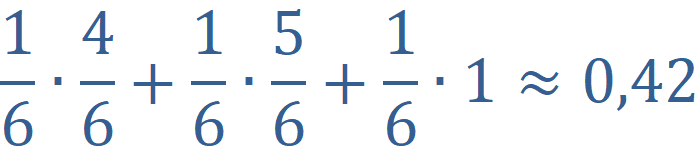 1/6 · 4/6 + 1/6 · 5/6 + 1/6 · 1 ≈ 0,42